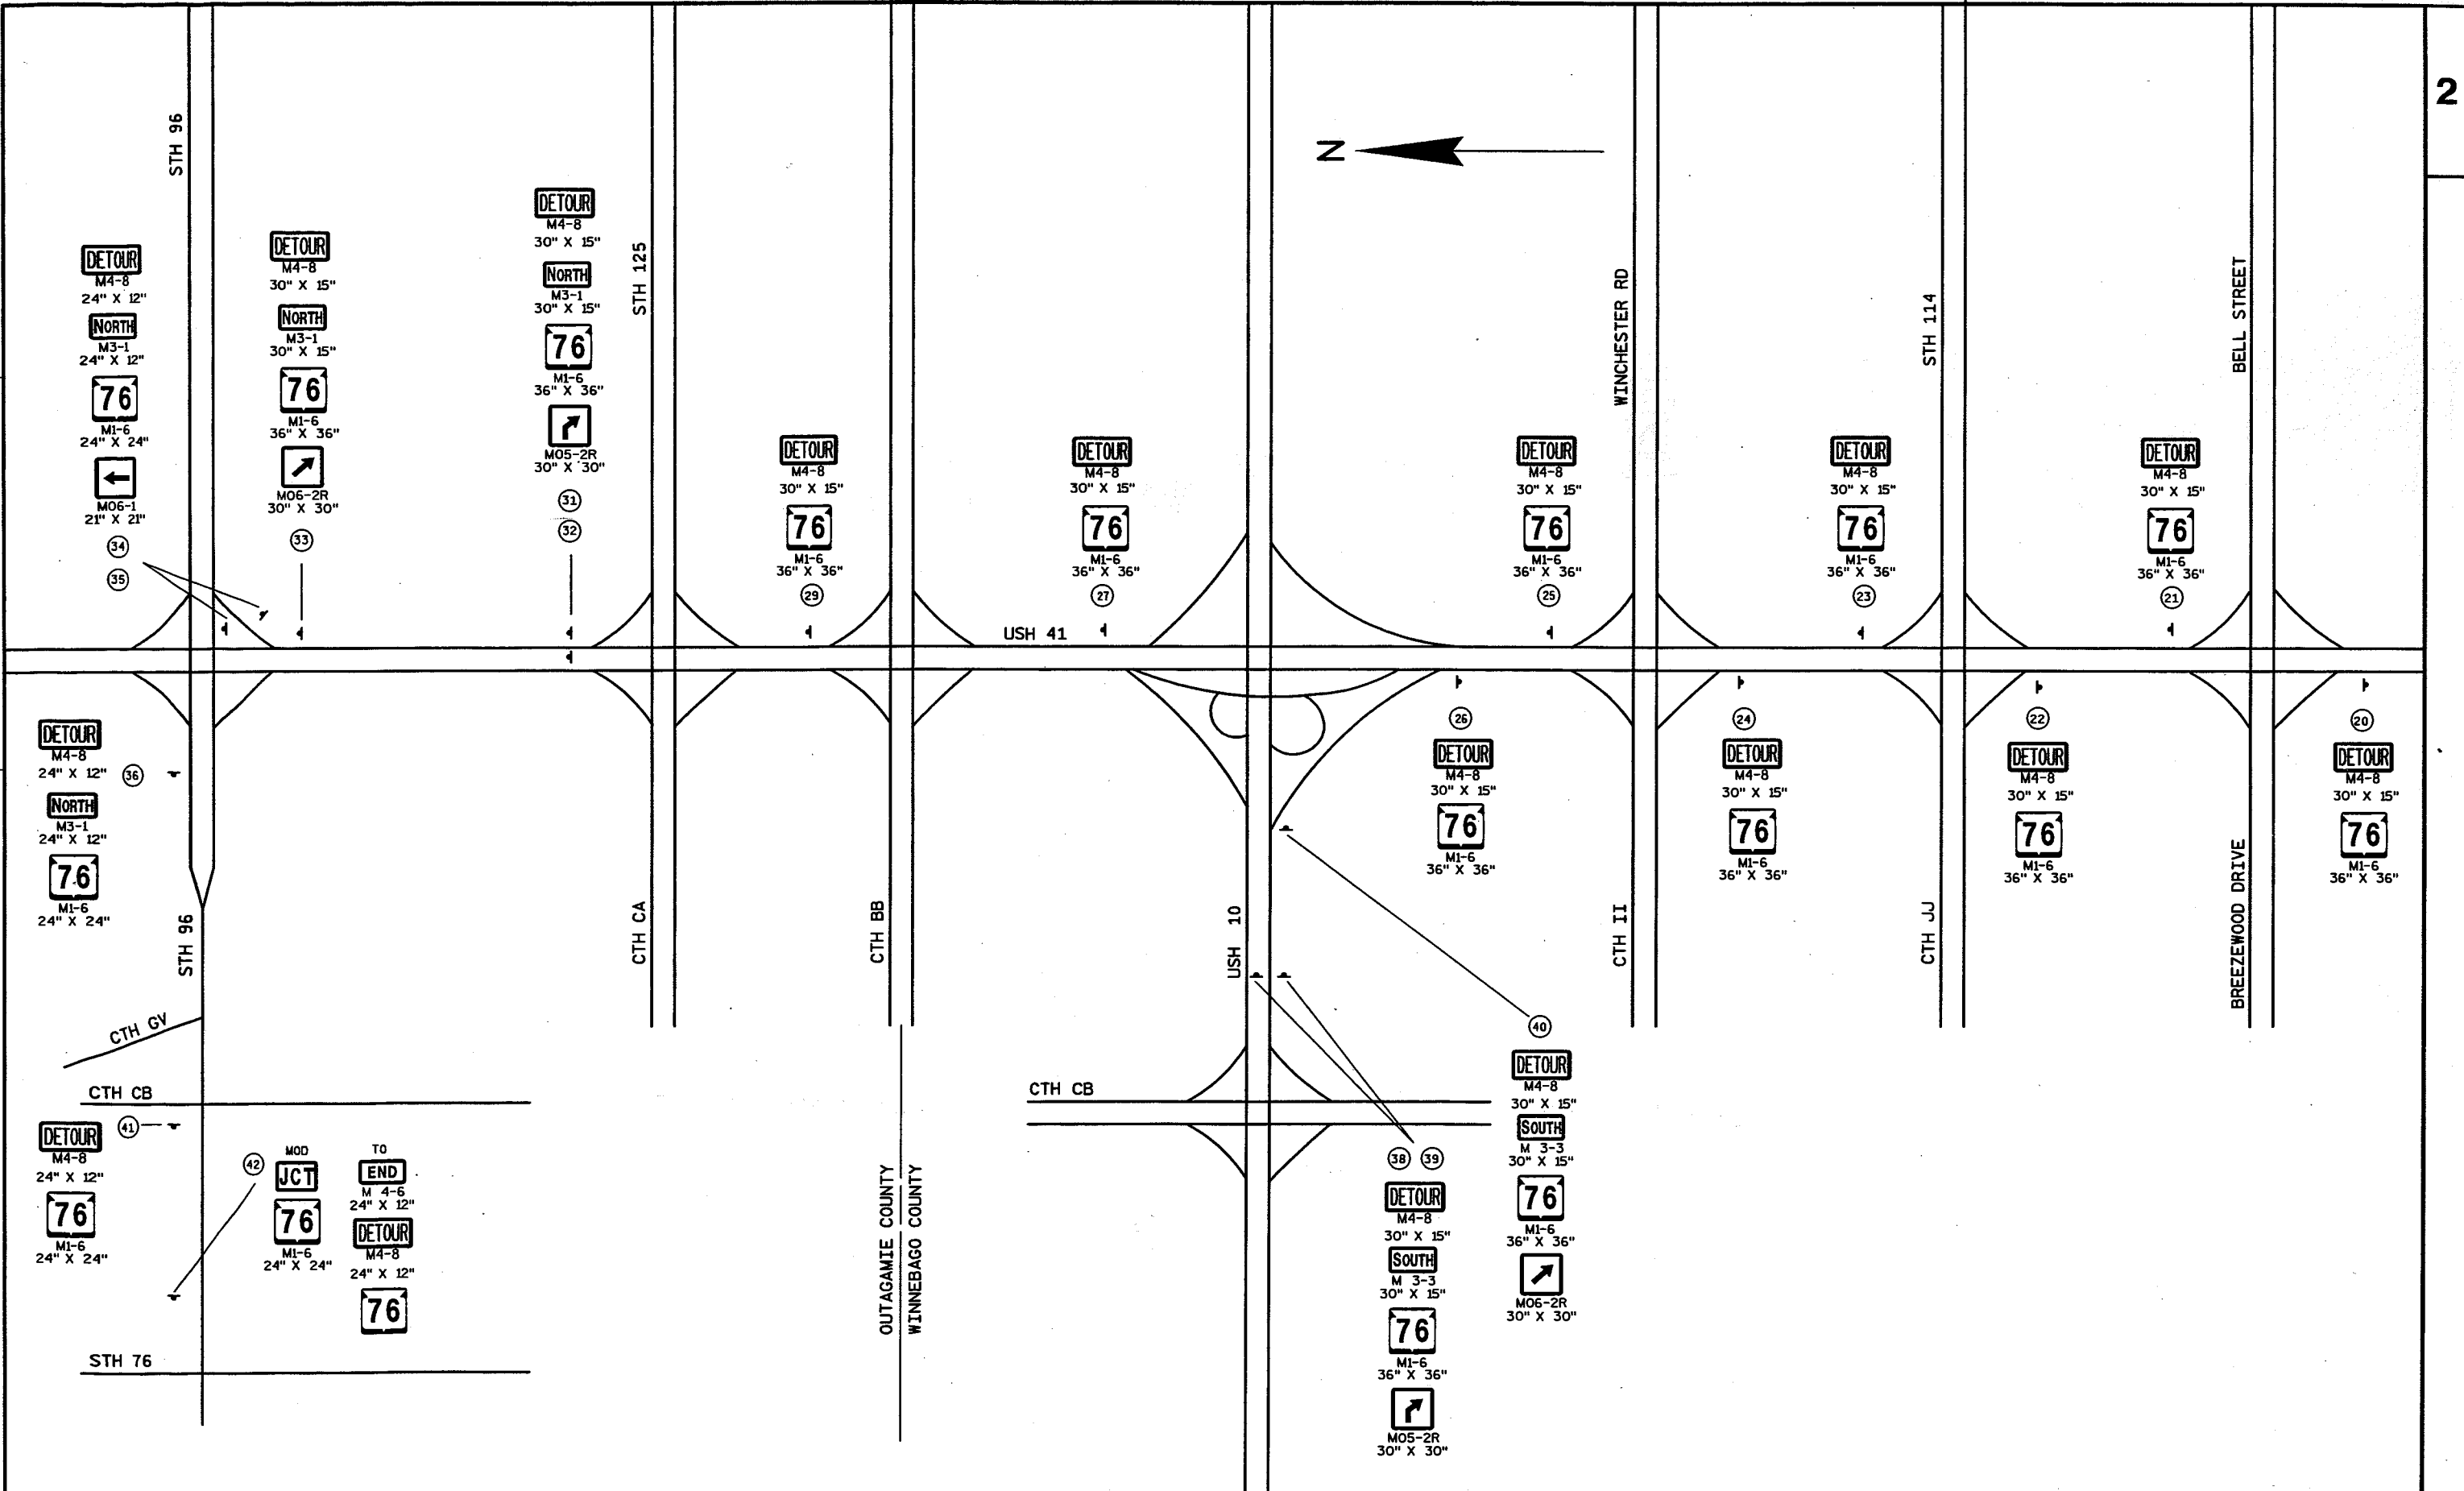 2
N
STH 96
STH 125
WINCHESTER RD
STH 114
BELL STREET
DETOUR
M4-8
24" X 12"
NORTH
M3-1
24" X 12"
76
M1-6
24" X 24"
MO6-1
21" X 21"
34
35
DETOUR
M4-8
30" X 15"
NORTH
M3-1
30" X 15"
76
M1-6
36" X 36"
MO6-2R
30" X 30"
33
DETOUR
M4-8
30" X 15"
NORTH
M3-1
30" X 15"
76
M1-6
36" X 36"
MO5-2R
30" X 30"
31
32
DETOUR
M4-8
30" X 15"
76
M1-6
36" X 36"
29
DETOUR
M4-8
30" X 15"
76
M1-6
36" X 36"
27
DETOUR
M4-8
30" X 15"
76
M1-6
36" X 36"
25
DETOUR
M4-8
30" X 15"
76
M1-6
36" X 36"
23
DETOUR
M4-8
30" X 15"
76
M1-6
36" X 36"
21
USH 41
DETOUR
M4-8
24" X 12"
36
NORTH
M3-1
24" X 12"
76
M1-6
24" X 24"
26
DETOUR
M4-8
30" X 15"
76
M1-6
36" X 36"
24
DETOUR
M4-8
30" X 15"
76
M1-6
36" X 36"
22
DETOUR
M4-8
30" X 15"
76
M1-6
36" X 36"
20
DETOUR
M4-8
30" X 15"
76
M1-6
36" X 36"
STH 96
CTH CA
CTH BB
USH 10
CTH II
CTH JJ
BREEZEWOOD DRIVE
CTH GV
CTH CB
41
DETOUR
M4-8
24" X 12"
76
M1-6
24" X 24"
42
MOD
JCT
76
M1-6
24" X 24"
TO
END
M 4-6
24" X 12"
DETOUR
M4-8
24" X 12"
76
STH 76
OUTAGAMIE COUNTY
WINNEBAGO COUNTY
CTH CB
38
39
DETOUR
M4-8
30" X 15"
SOUTH
M 3-3
30" X 15"
76
M1-6
36" X 36"
MO5-2R
30" X 30"
40
DETOUR
M4-8
30" X 15"
SOUTH
M 3-3
30" X 15"
76
M1-6
36" X 36"
MO6-2R
30" X 30"